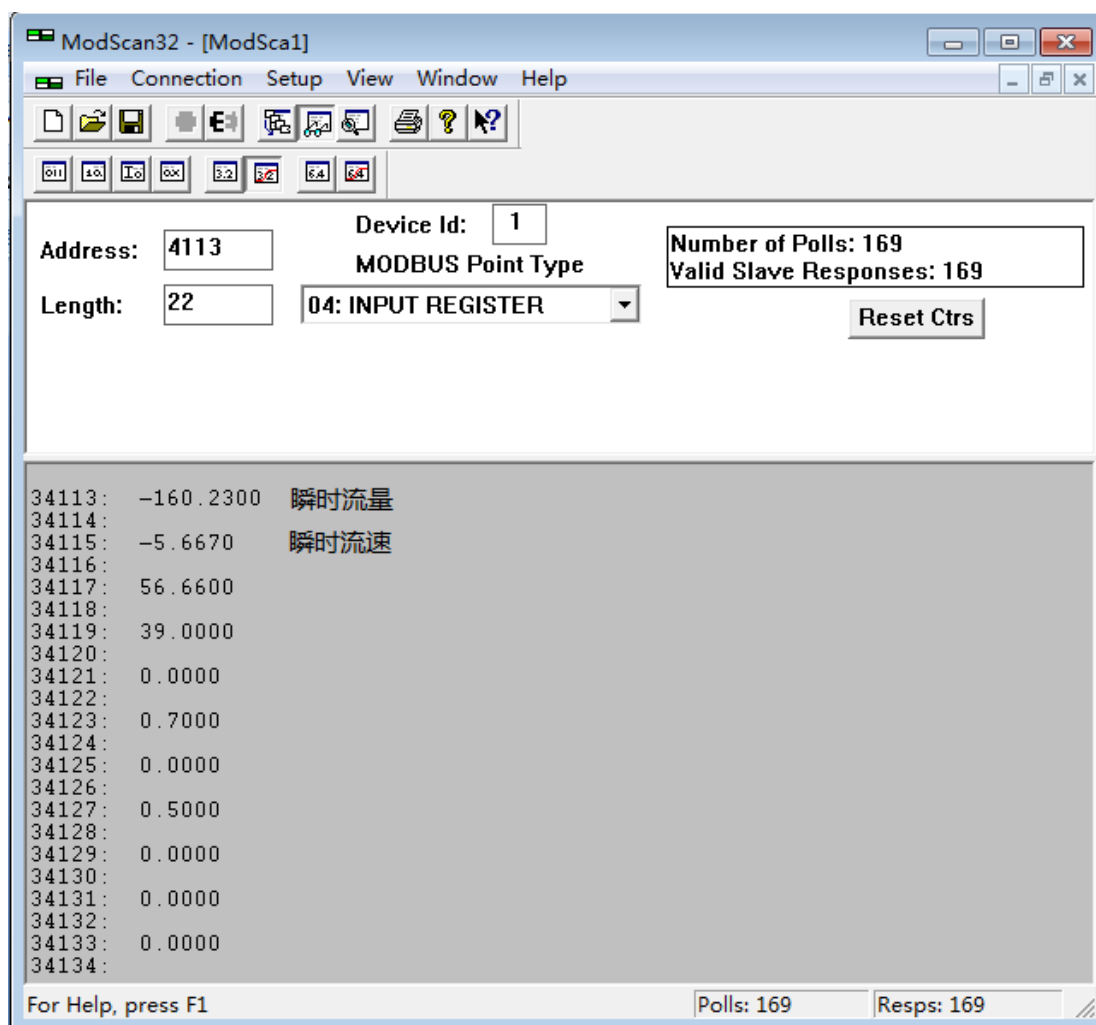 ModScan32 - [ModSca1]
File Connection Setup View Window Help
Address: 4113
Device Id: 1
MODBUS Point Type
Length: 22
04: INPUT REGISTER
Number of Polls: 169
Valid Slave Responses: 169
Reset Ctrs
34113: -160.2300 瞬时流量
34114:
34115: -5.6670 瞬时流速
34116:
34117: 56.6600
34118:
34119: 39.0000
34120:
34121: 0.0000
34122:
34123: 0.7000
34124:
34125: 0.0000
34126:
34127: 0.5000
34128:
34129: 0.0000
34130:
34131: 0.0000
34132:
34133: 0.0000
34134:
For Help, press F1
Polls: 169
Resps: 169